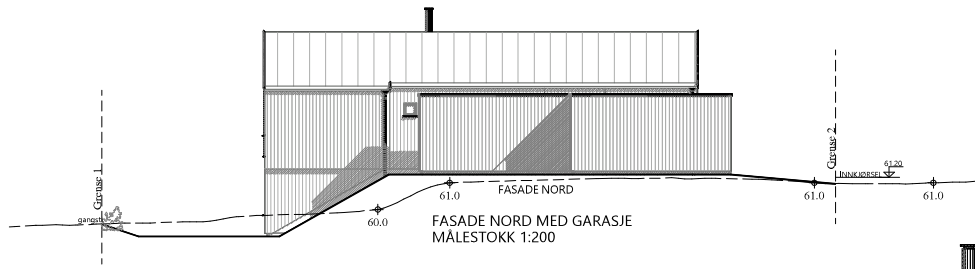 Grense 1
Grense 2
61.20
INNKJØRSEL
gangsti
FASADE NORD
60.0
61.0
61.0
61.0
FASADE NORD MED GARASJE
MÅLESTOKK 1:200